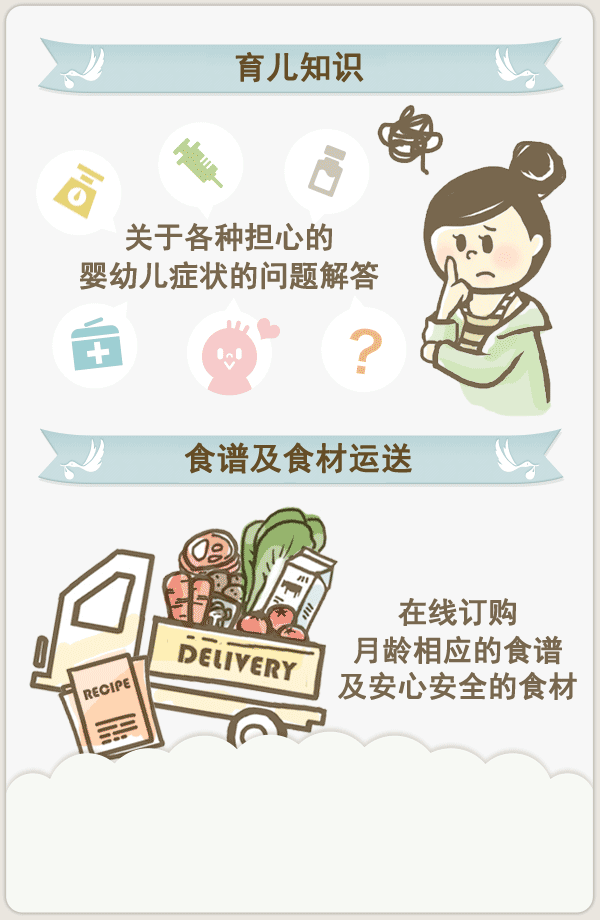 育儿知识
关于各种担心的
婴幼儿症状的问题解答
?
食谱及食材运送
DELIVERY
RECIPE
在线订购
月龄相应的食谱
及安心安全的食材